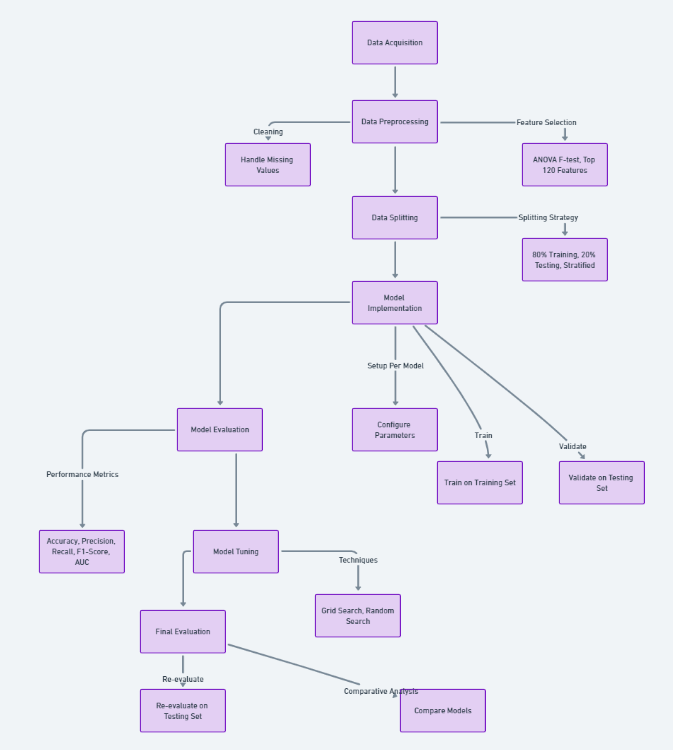 Data Acquisition
Data Preprocessing
Cleaning
Feature Selection
Handle Missing
Values
ANOVA F-test, Top
120 Features
Data Splitting
Splitting Strategy
80% Training, 20%
Testing, Stratified
Model
Implementation
Setup Per Model
Model Evaluation
Configure
Parameters
Train
Validate
Performance Metrics
Train on Training Set
Validate on Testing
Set
Accuracy, Precision,
Recall, F1-Score,
AUC
Model Tuning
Techniques
Grid Search, Random
Search
Final Evaluation
Re-evaluate
Comparative Analysis
Re-evaluate on
Testing Set
Compare Models